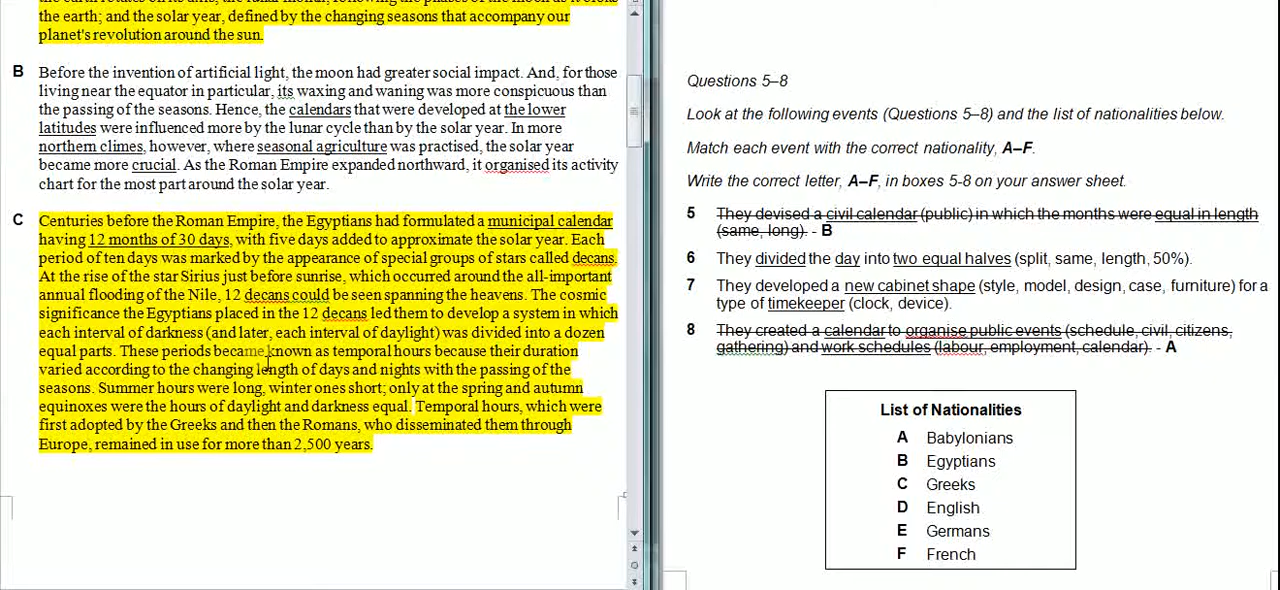 the earth; and the solar year, defined by the changing seasons that accompany our
planet's revolution around the sun.
B Before the invention of artificial light, the moon had greater social impact. And, for those
living near the equator in particular, its waxing and waning was more conspicuous than
the passing of the seasons. Hence, the calendars that were developed at the lower
latitudes were influenced more by the lunar cycle than by the solar year. In more
northern climes, however, where seasonal agriculture was practised, the solar year
became more crucial. As the Roman Empire expanded northward, it organised its activity
chart for the most part around the solar year.
C Centuries before the Roman Empire, the Egyptians had formulated a municipal calendar
having 12 months of 30 days, with five days added to approximate the solar year. Each
period of ten days was marked by the appearance of special groups of stars called decans.
At the rise of the star Sirius just before sunrise, which occurred around the all-important
annual flooding of the Nile, 12 decans could be seen spanning the heavens. The cosmic
significance the Egyptians placed in the 12 decans led them to develop a system in which
each interval of darkness (and later, each interval of daylight) was divided into a dozen
equal parts. These periods became known as temporal hours because their duration
varied according to the changing length of days and nights with the passing of the
seasons. Summer hours were long, winter ones short; only at the spring and autumn
equinoxes were the hours of daylight and darkness equal. Temporal hours, which were
first adopted by the Greeks and then the Romans, who disseminated them through
Europe, remained in use for more than 2,500 years.
Questions 5–8
Look at the following events (Questions 5–8) and the list of nationalities below.
Match each event with the correct nationality, A–F.
Write the correct letter, A–F, in boxes 5-8 on your answer sheet.
5 They devised a civil calendar (public) in which the months were equal in length
(same, long). - B
6 They divided the day into two equal halves (split, same, length, 50%).
7 They developed a new cabinet shape (style, model, design, case, furniture) for a
type of timekeeper (clock, device).
8 They created a calendar to organise public events (schedule, civil, citizens,
gathering) and work schedules (labour, employment, calendar). - A
List of Nationalities
A Babylonians
B Egyptians
C Greeks
D English
E Germans
F French